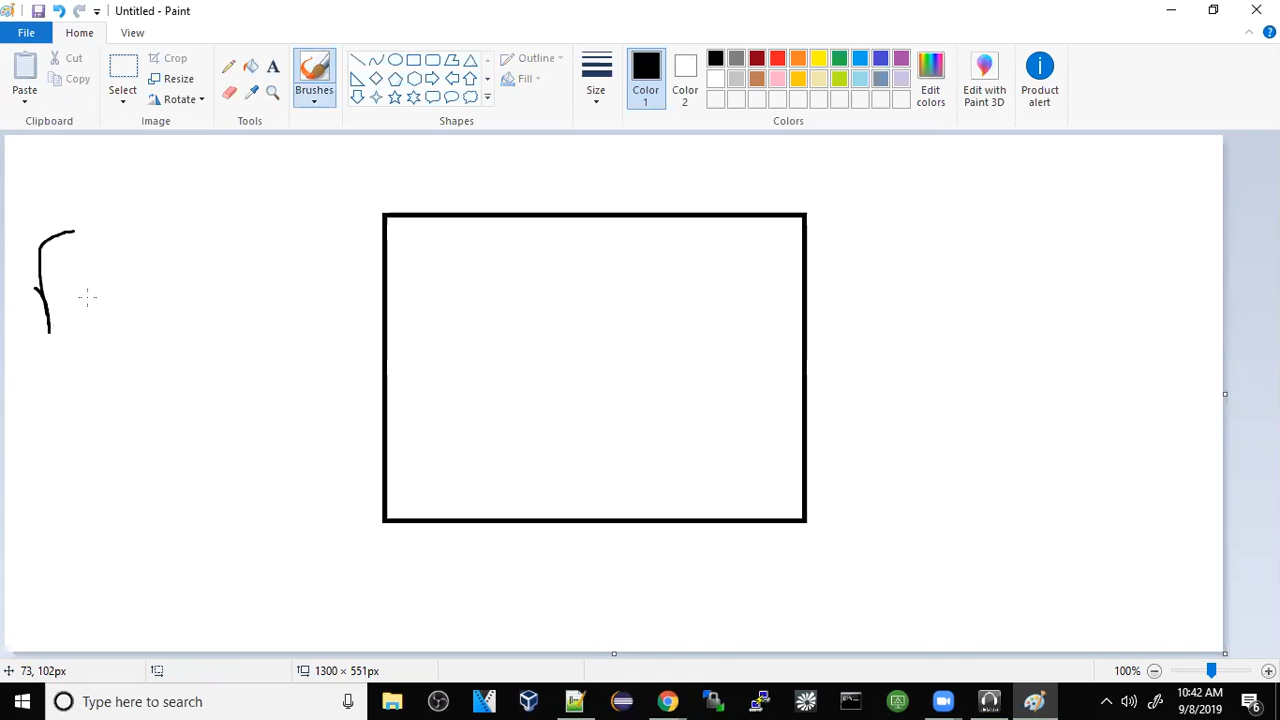 Untitled - Paint
File
Home
View
Paste
Cut
Copy
Clipboard
Select
Crop
Resize
Rotate
Image
A
Tools
Brushes
Outline
Fill
Shapes
Size
Color
1
Color
2
Edit
colors
Colors
Edit with
Paint 3D
Product
alert
73, 102px
1300 × 551px
100%
Type here to search
10:42 AM
9/8/2019
6